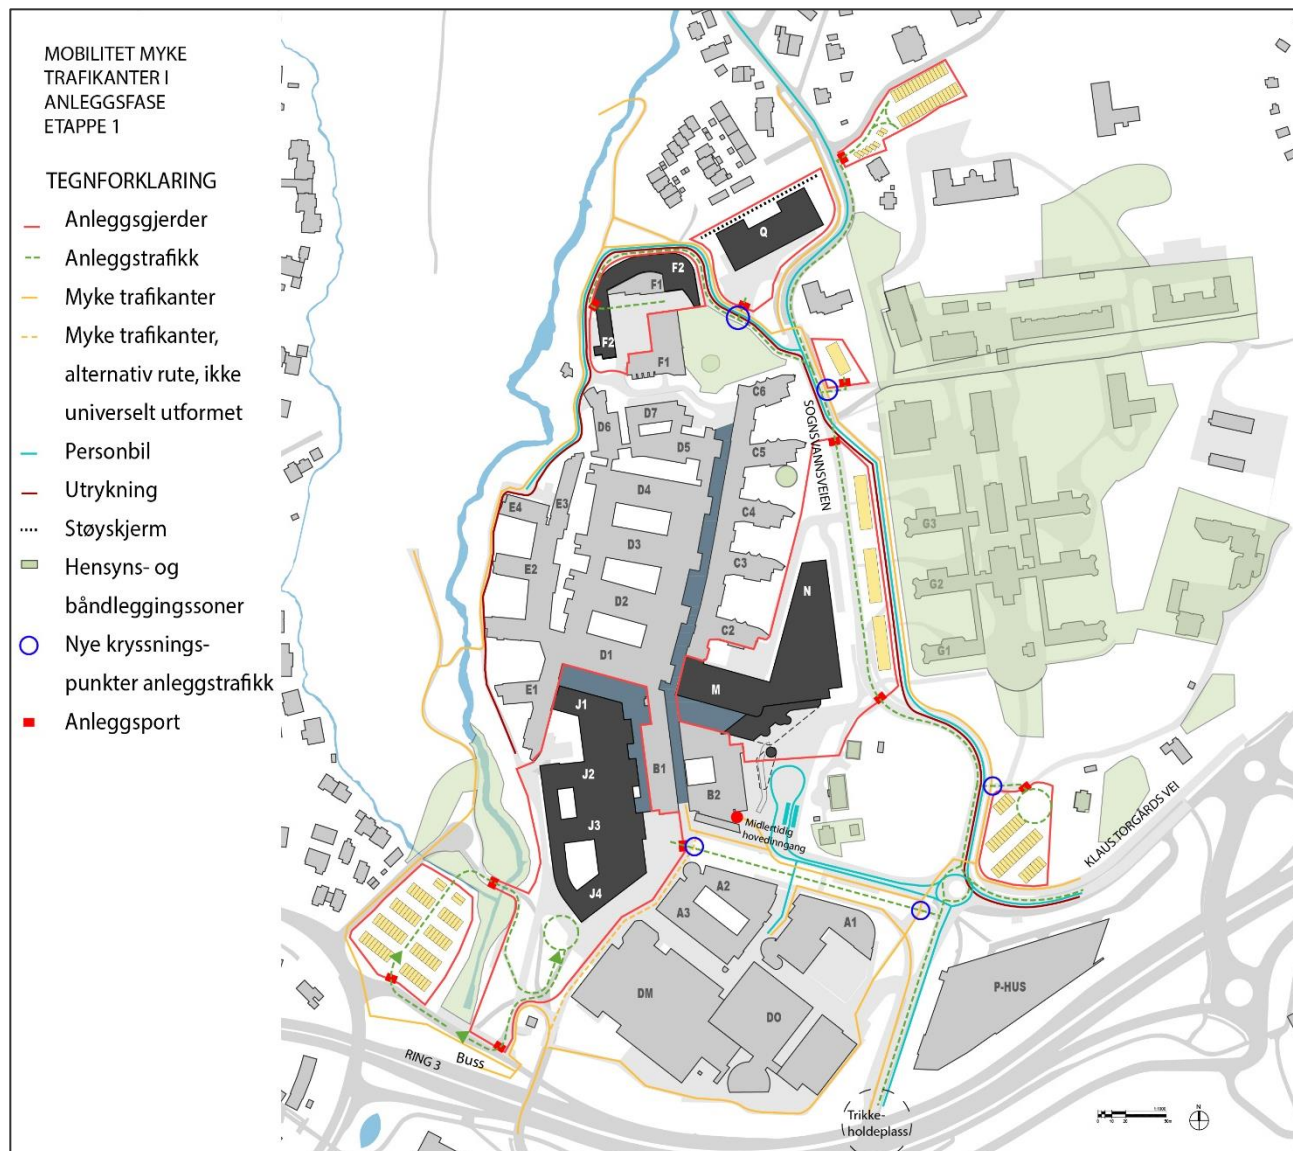 MOBILITET MYKE
TRAFIKANTER I
ANLEGGSFASE
ETAPPE 1
TEGNFORKLARING
Anleggsgjerder
Anleggstrafikk
Myke trafikanter
Myke trafikanter,
alternativ rute, ikke
universelt utformet
Personbil
Utrykning
Støyskjerm
Hensyns- og
båndleggingssoner
Nye kryssnings-
punkter anleggstrafikk
Anleggsport
Q
F2
F1
F2
F1
SOGNSVANNSVEIEN
C6
D7
D6
D5
C5
D4
E3
E4
C4
G3
D3
C3
E2
G2
N
D2
C2
D1
G1
E1
M
J1
B1
J2
B2
Midlertidig
hovedinngang
J3
KLAUS TORGÅRDS VEI
A2
J4
A3
A1
DM
DO
P-HUS
RING 3
Buss
Trikke-
holdeplass
N